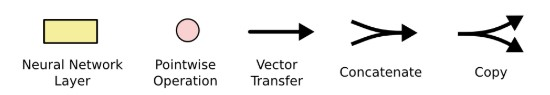 Neural Network
Layer
Pointwise
Operation
Vector
Transfer
Concatenate
Copy